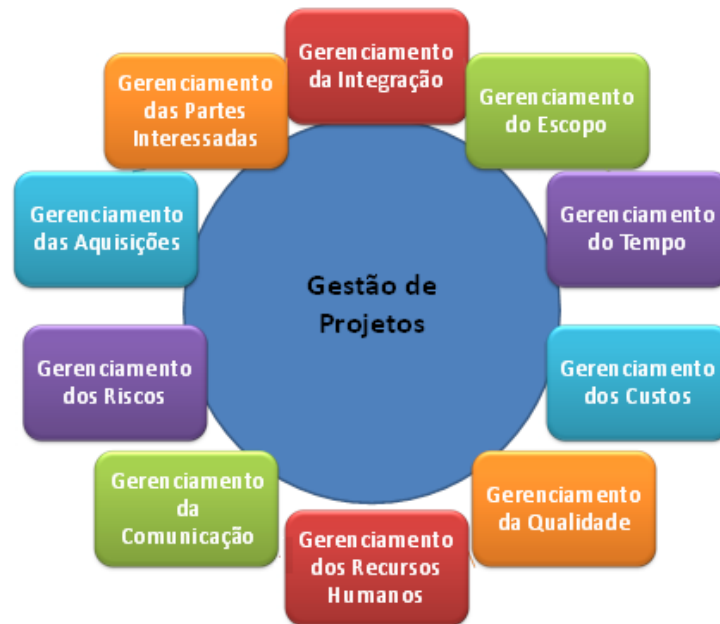 Gerenciamento
da Integração
Gerenciamento
do Escopo
Gerenciamento
do Tempo
Gerenciamento
dos Custos
Gerenciamento
da Qualidade
Gerenciamento
dos Recursos
Humanos
Gerenciamento
da
Comunicação
Gerenciamento
dos Riscos
Gerenciamento
das Aquisições
Gerenciamento
das Partes
Interessadas
Gestão de
Projetos